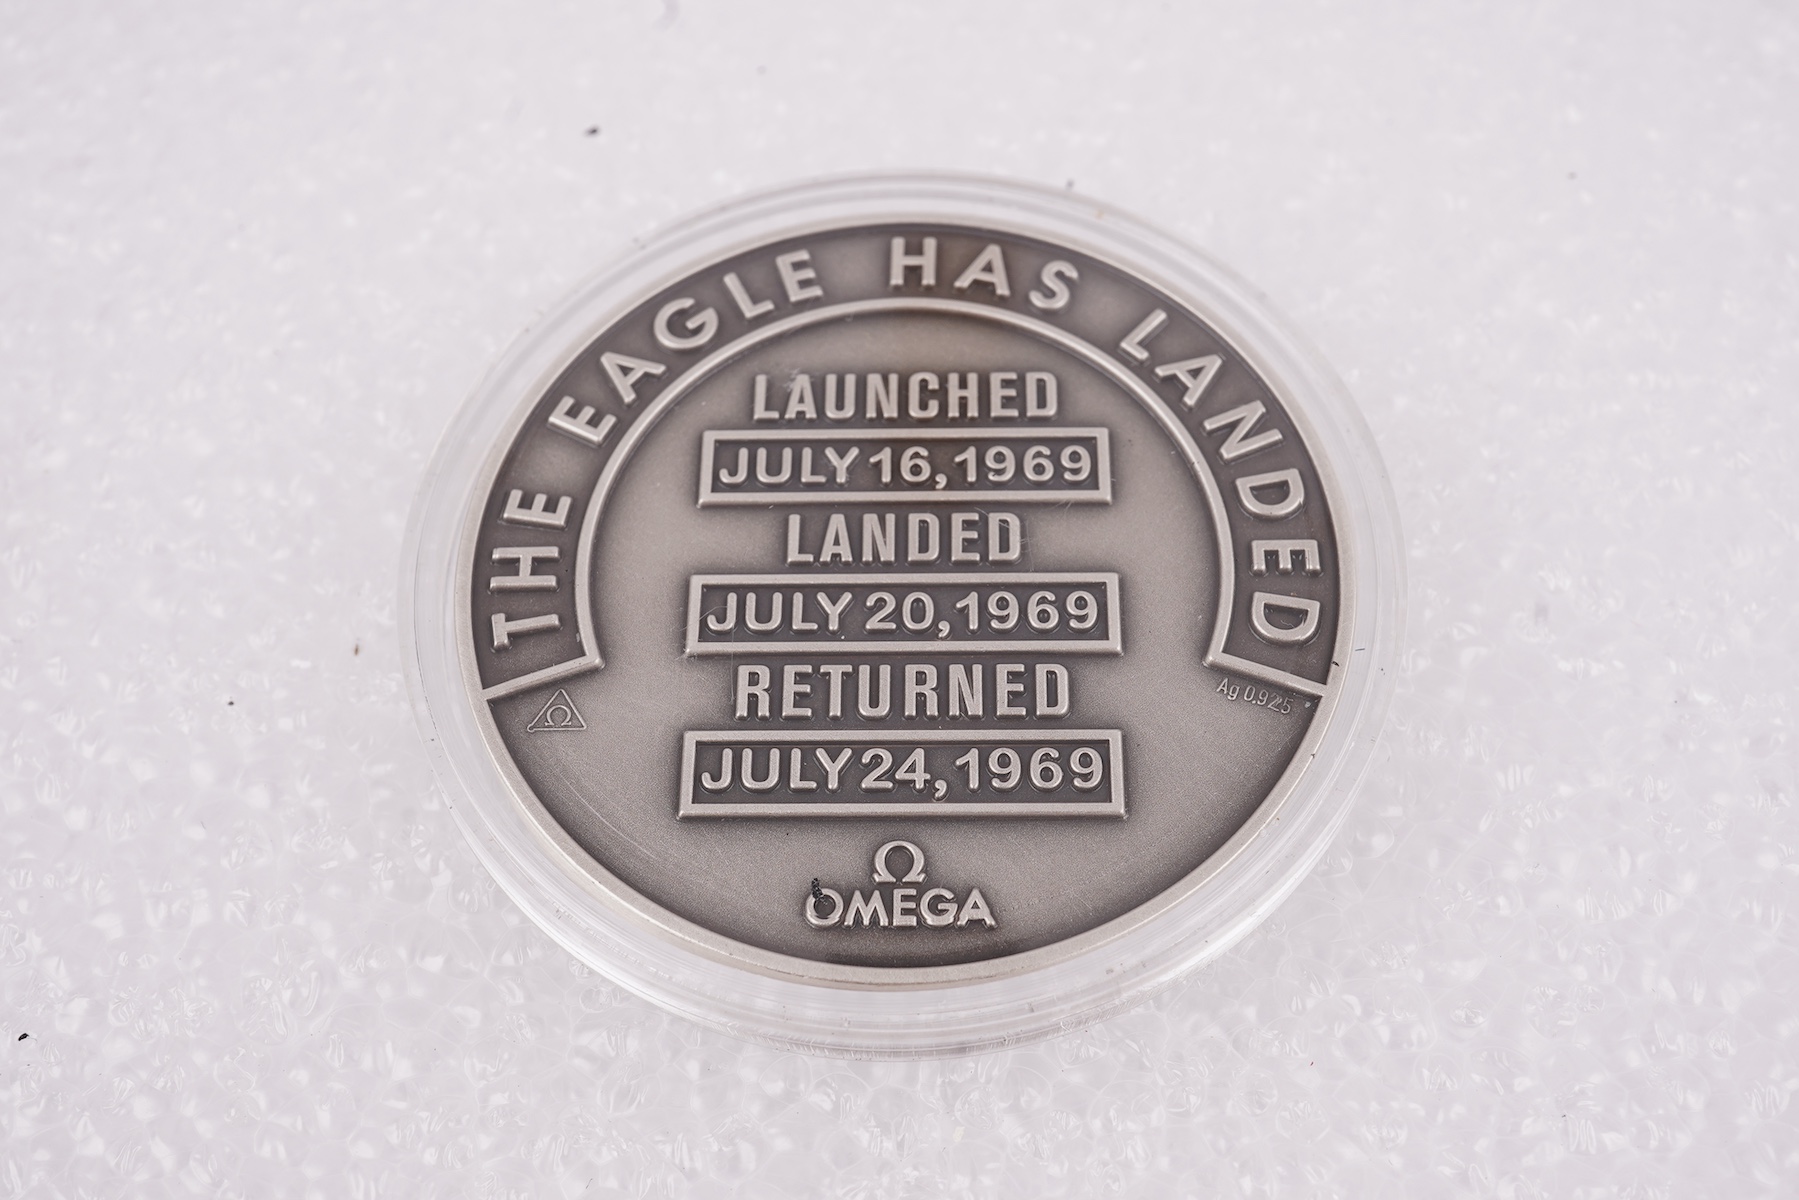 THE EAGLE HAS LANDED
LAUNCHED
JULY 16, 1969
LANDED
JULY 20, 1969
RETURNED
JULY 24, 1969
Ω
Ag 0.925
Ω
OMEGA